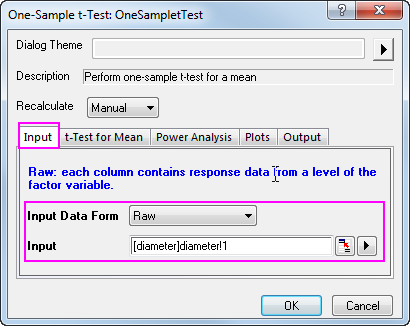 One-Sample t-Test: OneSampletTest
Dialog Theme
Description Perform one-sample t-test for a mean
Recalculate Manual
Input t-Test for Mean Power Analysis Plots Output
Raw: each column contains response data from a level of the
factor variable.
Input Data Form Raw
Input [diameter]diameter!1
OK Cancel